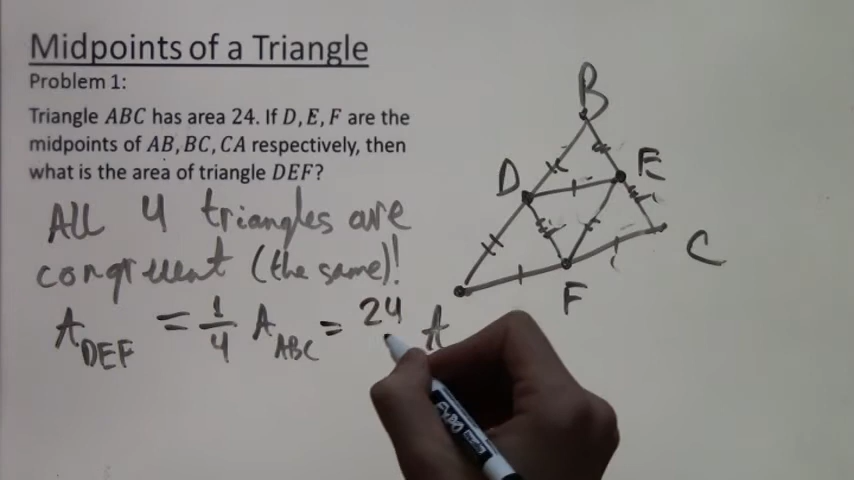 Midpoints of a Triangle
Problem 1:
Triangle ABC has area 24. If D, E, F are the
midpoints of AB, BC, CA respectively, then
what is the area of triangle DEF?
All 4 triangles are
congruent (the same)!
A_DEF = 1/4 A_ABC = 24
A
B
D
E
C
F
EXPO